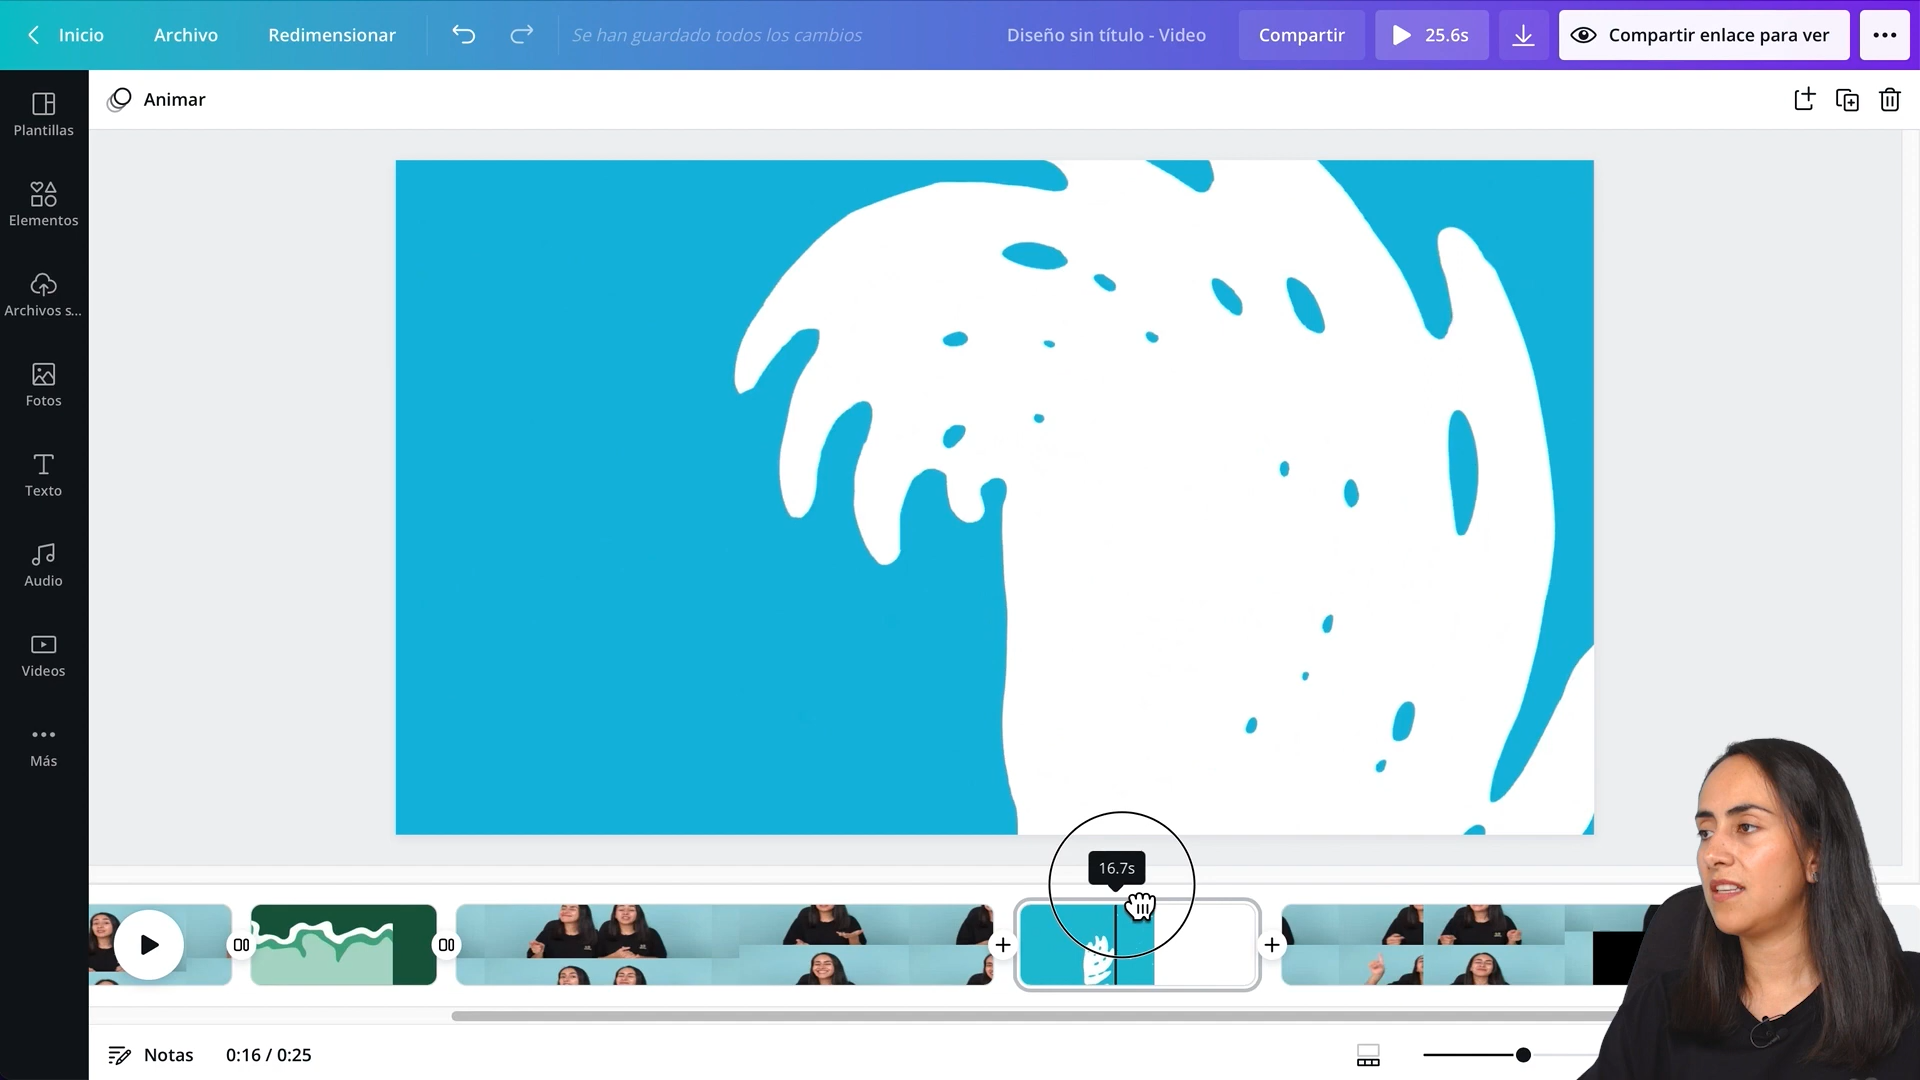 Inicio
Archivo
Redimensionar
Se han guardado todos los cambios
Diseño sin título - Video
Compartir
25.6s
Compartir enlace para ver
Animar
Plantillas
Elementos
Archivos s...
Fotos
Texto
Audio
Videos
Más
16.7s
Notas
0:16 / 0:25